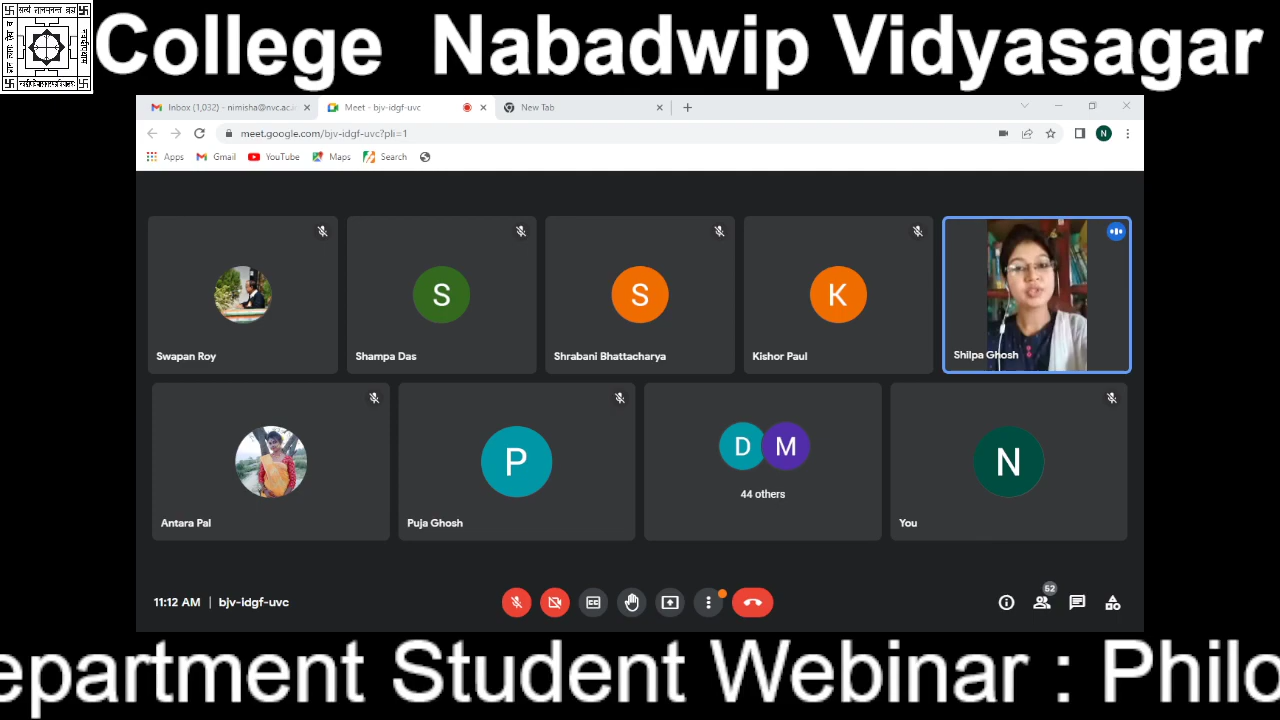 College Nabadwip Vidyasagar
Inbox (1,032) - nimisha@nvc.ac.i
Meet - bjv-idgf-uvc
New Tab
meet.google.com/bjv-idgf-uvc?pli=1
N
Apps
Gmail
YouTube
Maps
Search
S
S
K
Swapan Roy
Shampa Das
Shrabani Bhattacharya
Kishor Paul
Shilpa Ghosh
P
D
M
N
44 others
Antara Pal
Puja Ghosh
You
11:12 AM | bjv-idgf-uvc
52
epartment Student Webinar : Philo